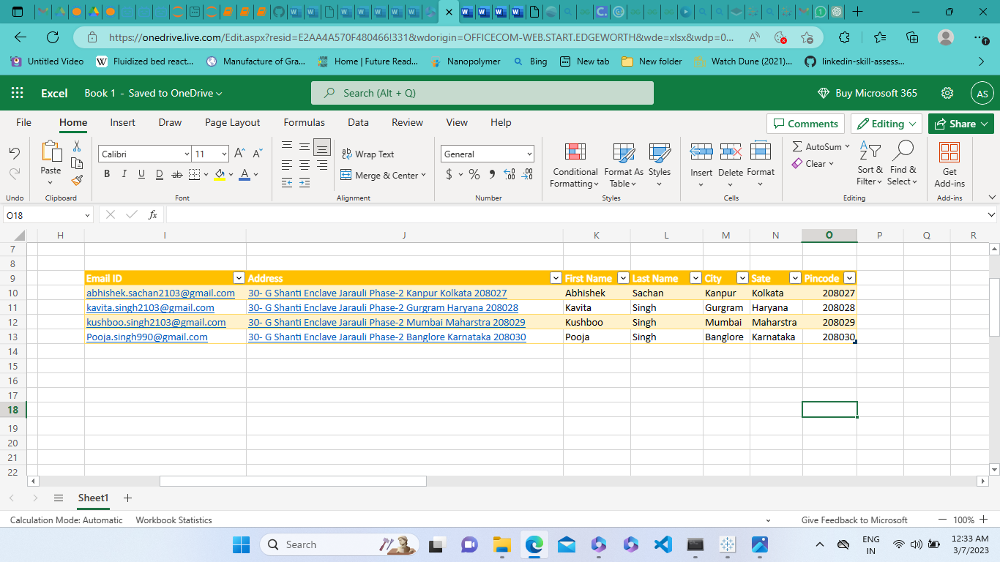 https://onedrive.live.com/Edit.aspx?resid=E2AA4A570F480466!331&wdorigin=OFFICECOM-WEB.START.EDGEWORTH&wde=xlsx&wdp=0...
Untitled Video Fluidized bed react... Manufacture of Gra... Home | Future Read... Nanopolymer Bing New tab New folder Watch Dune (2021)... linkedin-skill-assess...
Excel Book 1 - Saved to OneDrive Search (Alt + Q) Buy Microsoft 365 AS
File Home Insert Draw Page Layout Formulas Data Review View Help Comments Editing Share
Calibri 11 Wrap Text General AutoSum
Paste B I U D ab Merge & Center $ % Conditional Formatting Format As Table Styles Insert Delete Format Clear Sort & Filter Find & Select Get Add-ins
Undo Clipboard Font Alignment Number Styles Cells Editing Add-ins
O18 fx
H I J K L M N O P Q R
7
8
9 Email ID Address First Name Last Name City Sate Pincode
10 abhishek.sachan2103@gmail.com 30- G Shanti Enclave Jarauli Phase-2 Kanpur Kolkata 208027 Abhishek Sachan Kanpur Kolkata 208027
11 kavita.singh2103@gmail.com 30- G Shanti Enclave Jarauli Phase-2 Gurgram Haryana 208028 Kavita Singh Gurgram Haryana 208028
12 kushboo.singh2103@gmail.com 30- G Shanti Enclave Jarauli Phase-2 Mumbai Maharstra 208029 Kushboo Singh Mumbai Maharstra 208029
13 Pooja.singh990@gmail.com 30- G Shanti Enclave Jarauli Phase-2 Banglore Karnataka 208030 Pooja Singh Banglore Karnataka 208030
14
15
16
17
18
19
20
21
22
Sheet1
Calculation Mode: Automatic Workbook Statistics Give Feedback to Microsoft 100%
Search ENG IN 12:33 AM 3/7/2023